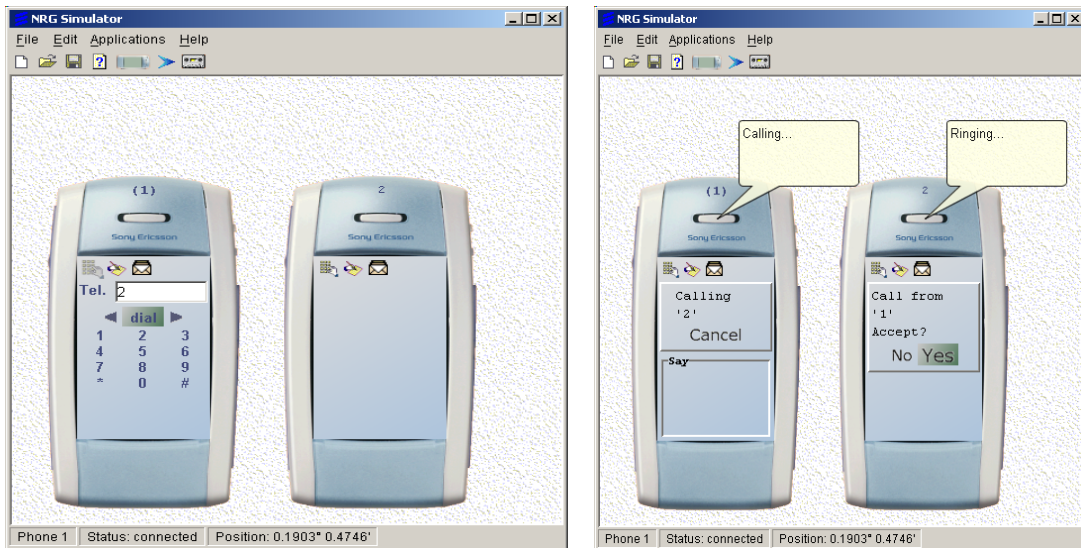 NRG Simulator
File Edit Applications Help
(1)
Sony Ericsson
Tel. 2
dial
1 2 3
4 5 6
7 8 9
* 0 #
2
Sony Ericsson
Phone 1 Status: connected Position: 0.1903° 0.4746'
NRG Simulator
File Edit Applications Help
Calling...
Ringing...
(1)
Sony Ericsson
Calling
'2'
Cancel
Say
2
Sony Ericsson
Call from
'1'
Accept?
No Yes
Phone 1 Status: connected Position: 0.1903° 0.4746'